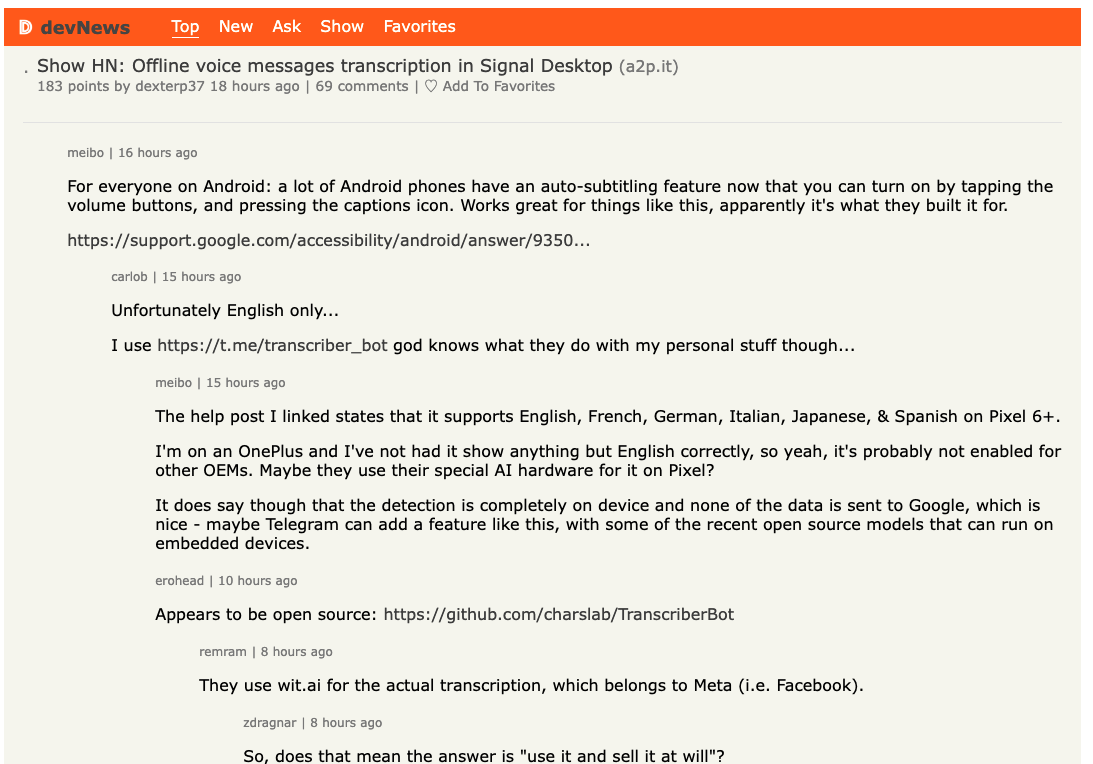 devNews Top New Ask Show Favorites
. Show HN: Offline voice messages transcription in Signal Desktop (a2p.it)
183 points by dexterp37 18 hours ago | 69 comments | ♡ Add To Favorites
meibo | 16 hours ago
For everyone on Android: a lot of Android phones have an auto-subtitling feature now that you can turn on by tapping the
volume buttons, and pressing the captions icon. Works great for things like this, apparently it's what they built it for.
https://support.google.com/accessibility/android/answer/9350...
carlob | 15 hours ago
Unfortunately English only...
I use https://t.me/transcriber_bot god knows what they do with my personal stuff though...
meibo | 15 hours ago
The help post I linked states that it supports English, French, German, Italian, Japanese, & Spanish on Pixel 6+.
I'm on an OnePlus and I've not had it show anything but English correctly, so yeah, it's probably not enabled for
other OEMs. Maybe they use their special AI hardware for it on Pixel?
It does say though that the detection is completely on device and none of the data is sent to Google, which is
nice - maybe Telegram can add a feature like this, with some of the recent open source models that can run on
embedded devices.
erohead | 10 hours ago
Appears to be open source: https://github.com/charslab/TranscriberBot
remram | 8 hours ago
They use wit.ai for the actual transcription, which belongs to Meta (i.e. Facebook).
zdragnar | 8 hours ago
So, does that mean the answer is "use it and sell it at will"?